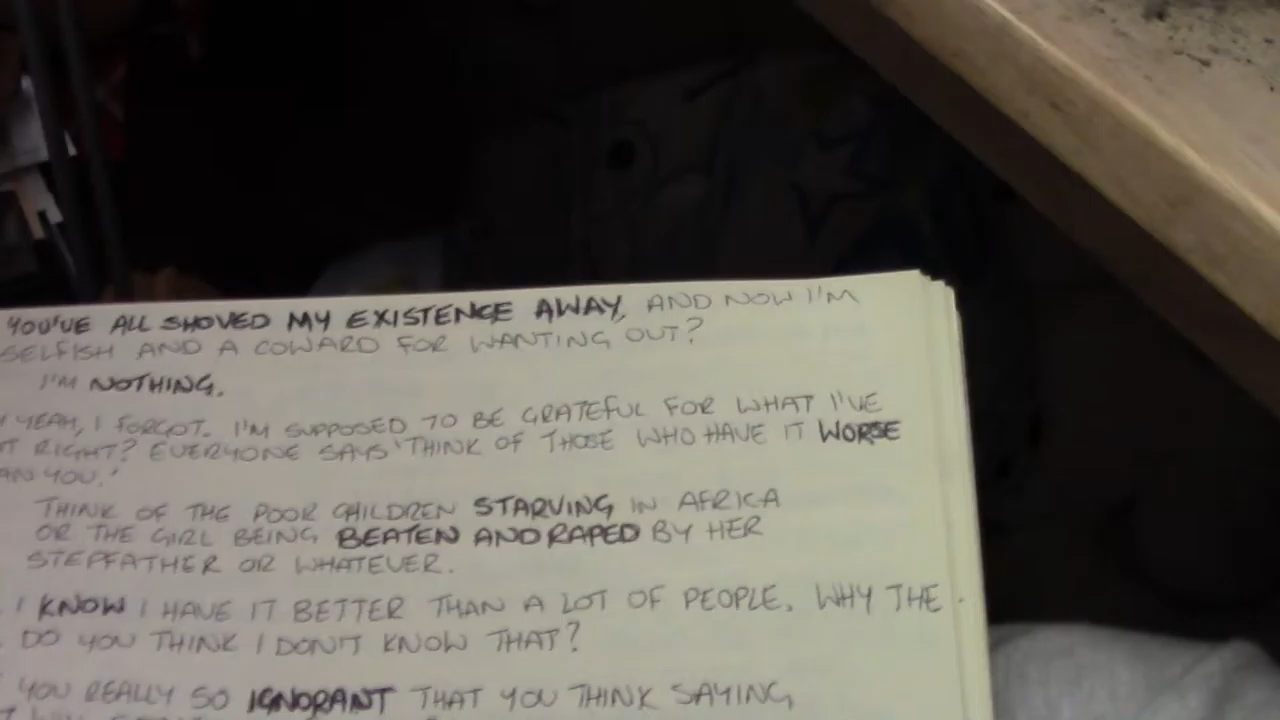 YOU'VE ALL SHOVED MY EXISTENCE AWAY, AND NOW I'M
SELFISH AND A COWARD FOR WANTING OUT?
I'M NOTHING.
YEAH, I FORGOT. I'M SUPPOSED TO BE GRATEFUL FOR WHAT I'VE
RIGHT? EVERYONE SAYS 'THINK OF THOSE WHO HAVE IT WORSE
YOU.'
THINK OF THE POOR CHILDREN STARVING IN AFRICA
OR THE GIRL BEING BEATEN AND RAPED BY HER
STEPFATHER OR WHATEVER.
I KNOW I HAVE IT BETTER THAN A LOT OF PEOPLE. WHY THE
DO YOU THINK I DON'T KNOW THAT?
YOU REALLY SO IGNORANT THAT YOU THINK SAYING